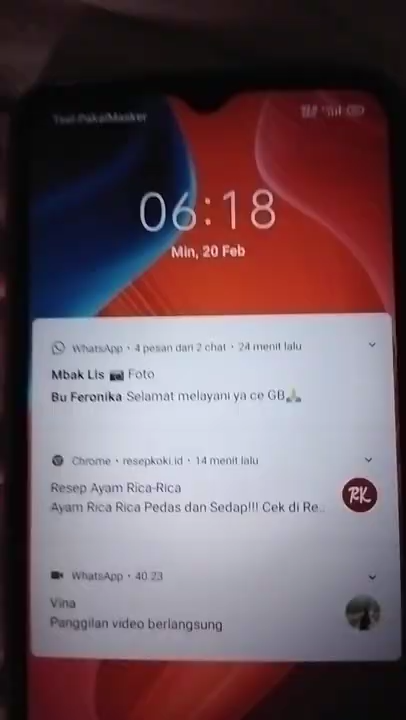 Tsel-PakaiMasker
06:18
Min, 20 Feb
WhatsApp • 4 pesan dari 2 chat • 24 menit lalu
Mbak Lis 📷 Foto
Bu Feronika Selamat melayani ya ce GB🙏
Chrome • resepkoki.id • 14 menit lalu
Resep Ayam Rica-Rica
Ayam Rica Rica Pedas dan Sedap!!! Cek di Re..
RK
WhatsApp • 40.23
Vina
Panggilan video berlangsung